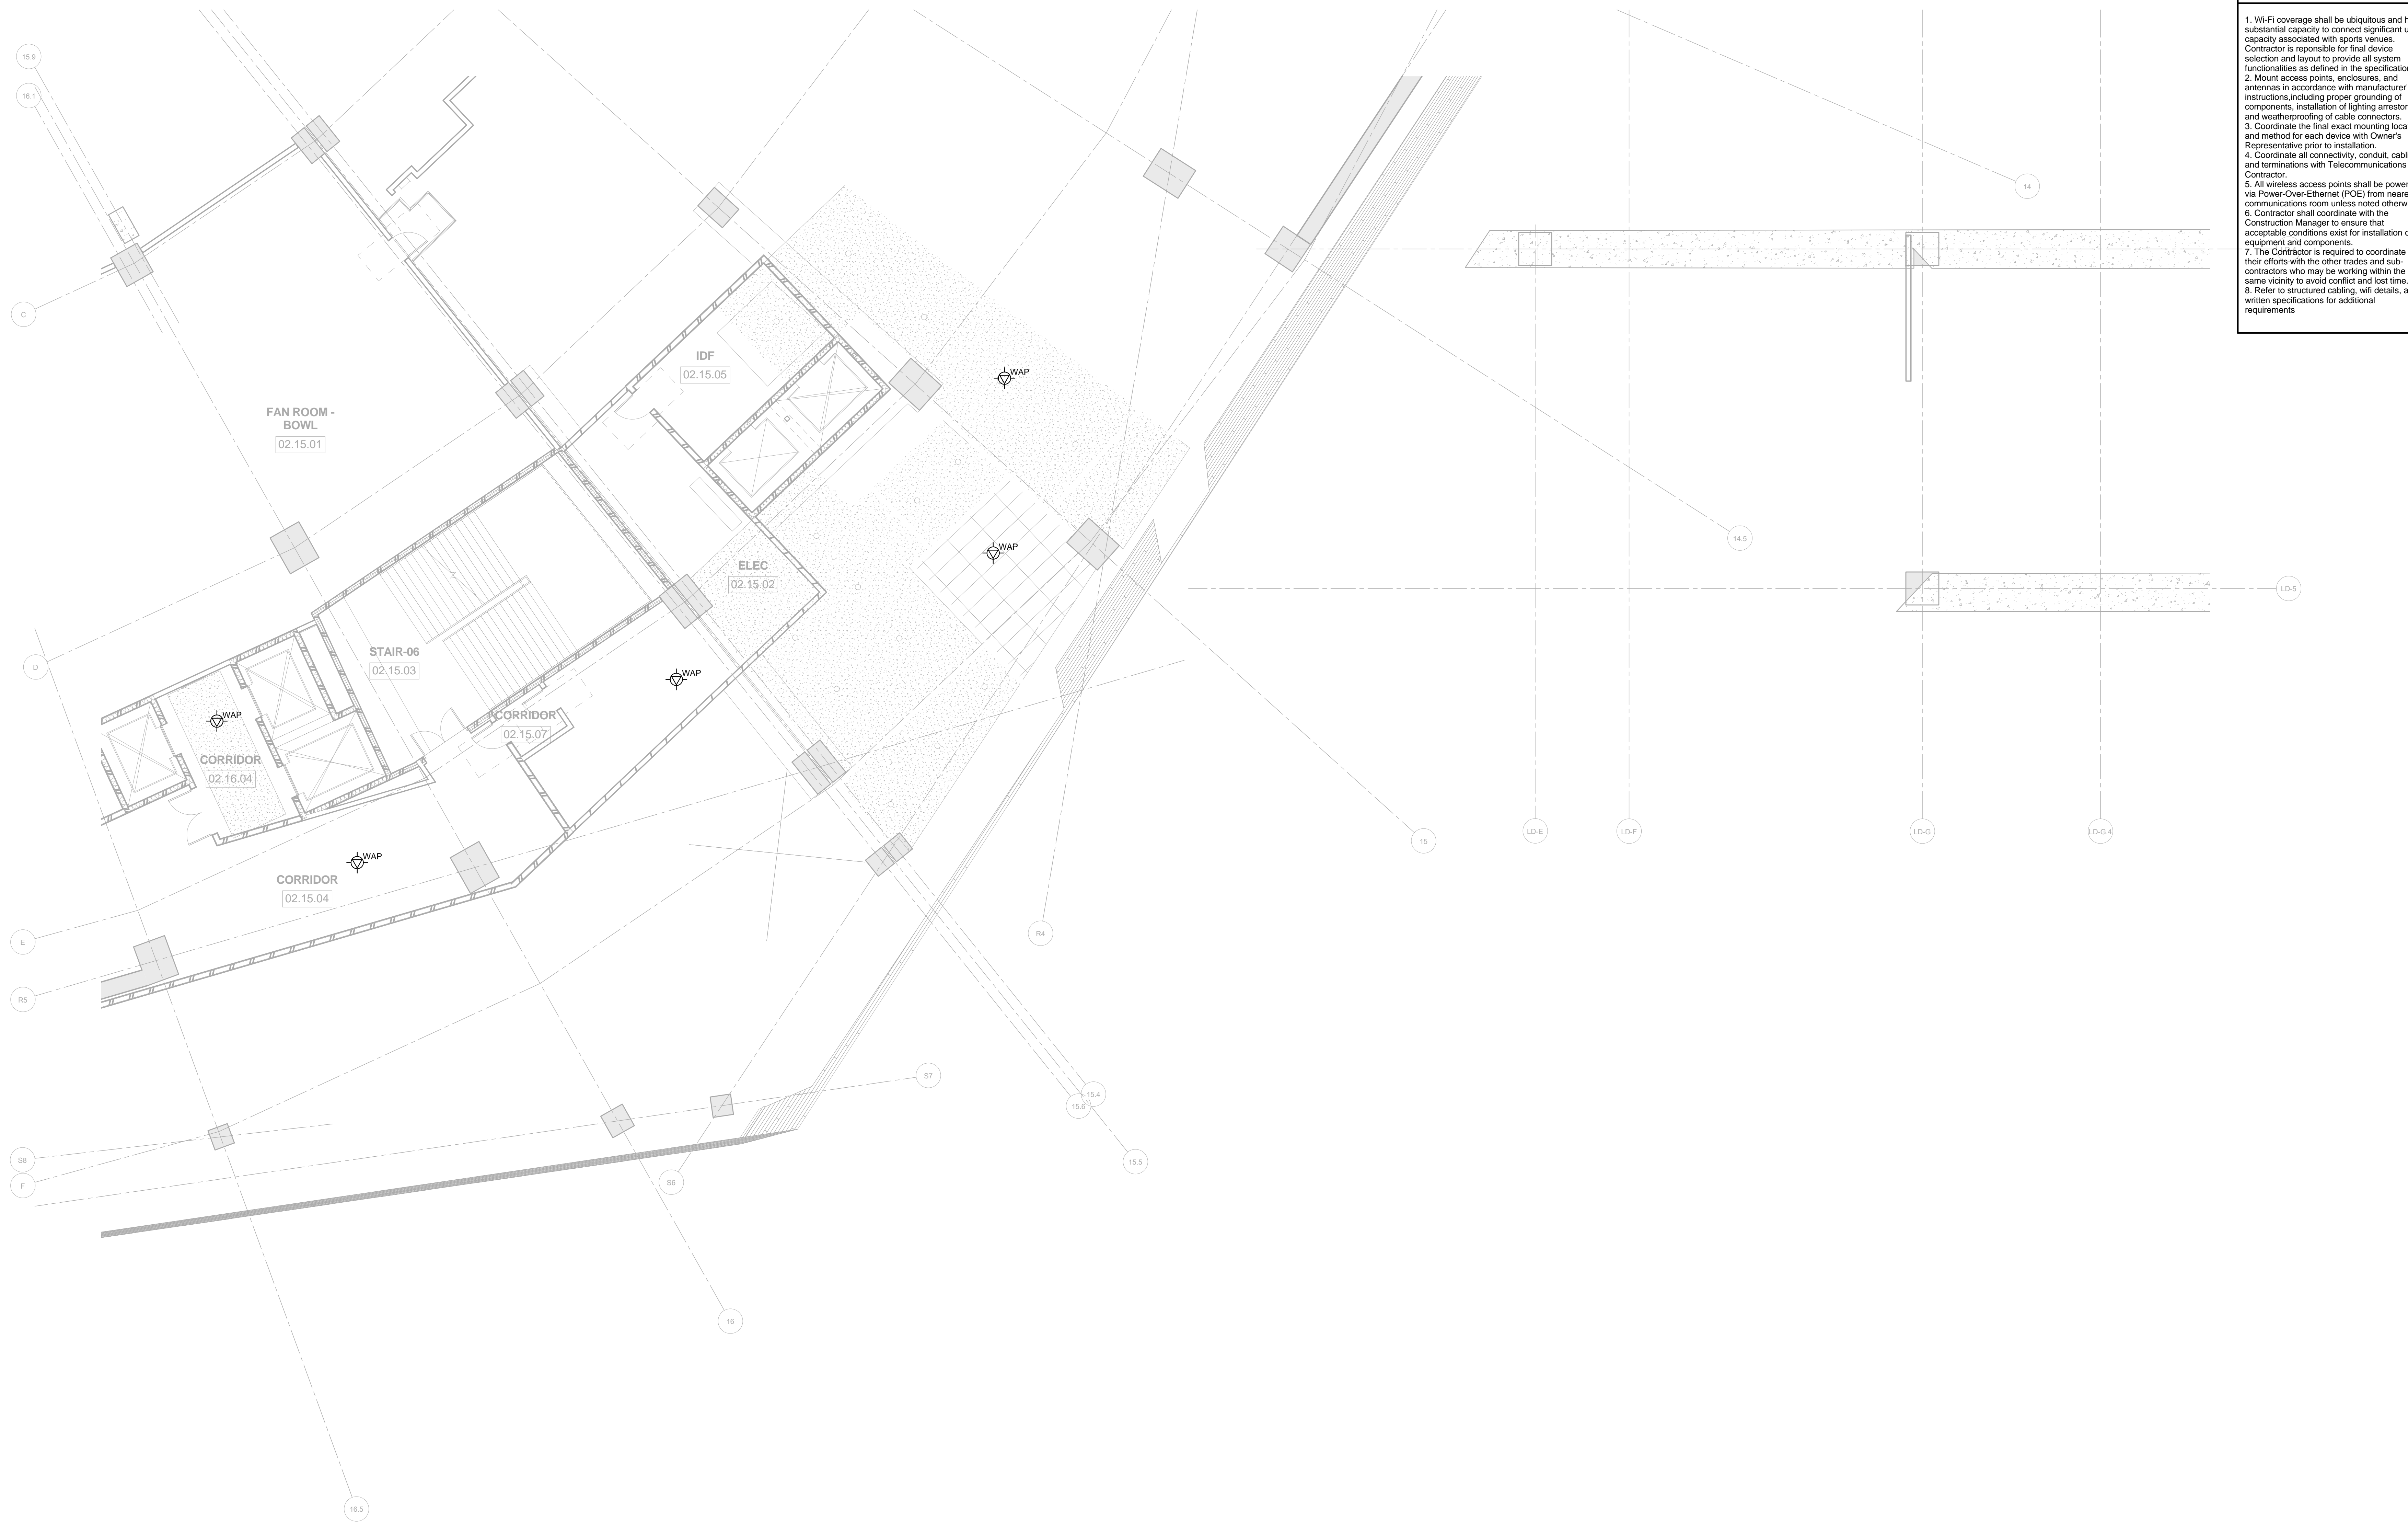 1. Wi-Fi coverage shall be ubiquitous and
substantial capacity to connect significant
capacity associated with sports venues.
Contractor is reponsible for final device
selection and layout to provide all system
functionalities as defined in the
2. Mount access points, enclosures, and
antennas in accordance with
instructions,including proper grounding of
components, installation of lighting
and weatherproofing of cable connectors.
3. Coordinate the final exact mounting
and method for each device with Owner's
Representative prior to installation.
4. Coordinate all connectivity, conduit,
and terminations with Telecommunications
Contractor.
5. All wireless access points shall be
via Power-Over-Ethernet (POE) from
communications room unless noted
6. Contractor shall coordinate with the
Construction Manager to ensure that
acceptable conditions exist for installation
equipment and components.
7. The Contractor is required to coordinate
their efforts with the other trades and sub-
contractors who may be working within the
same vicinity to avoid conflict and lost time.
8. Refer to structured cabling, wifi details,
written specifications for additional
requirements
15.9
16.1
14
C
IDF
02.15.05
WAP
FAN ROOM -
BOWL
02.15.01
14.5
WAP
ELEC
02.15.02
LD-5
STAIR-06
02.15.03
D
WAP
WAP
CORRIDOR
02.15.07
CORRIDOR
02.16.04
LD-E
LD-F
LD-G
LD-G.4
15
WAP
CORRIDOR
02.15.04
R4
E
R5
S7
15.4
15.6
S8
15.5
S6
F
16
16.5